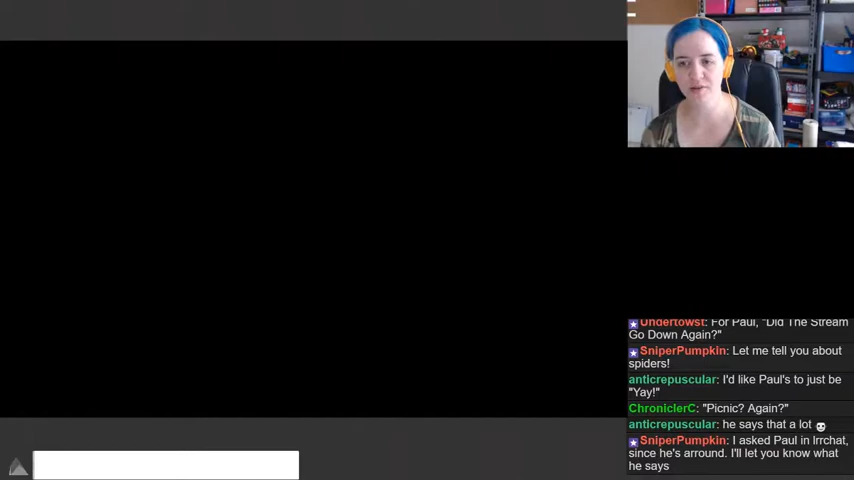 Undertowst: For Paul, "Did The Stream
Go Down Again?"
SniperPumpkin: Let me tell you about
spiders!
anticrepuscular: I'd like Paul's to just be
"Yay!"
ChroniclerC: "Picnic? Again?"
anticrepuscular: he says that a lot
SniperPumpkin: I asked Paul in lrrchat,
since he's arround. I'll let you know what
he says